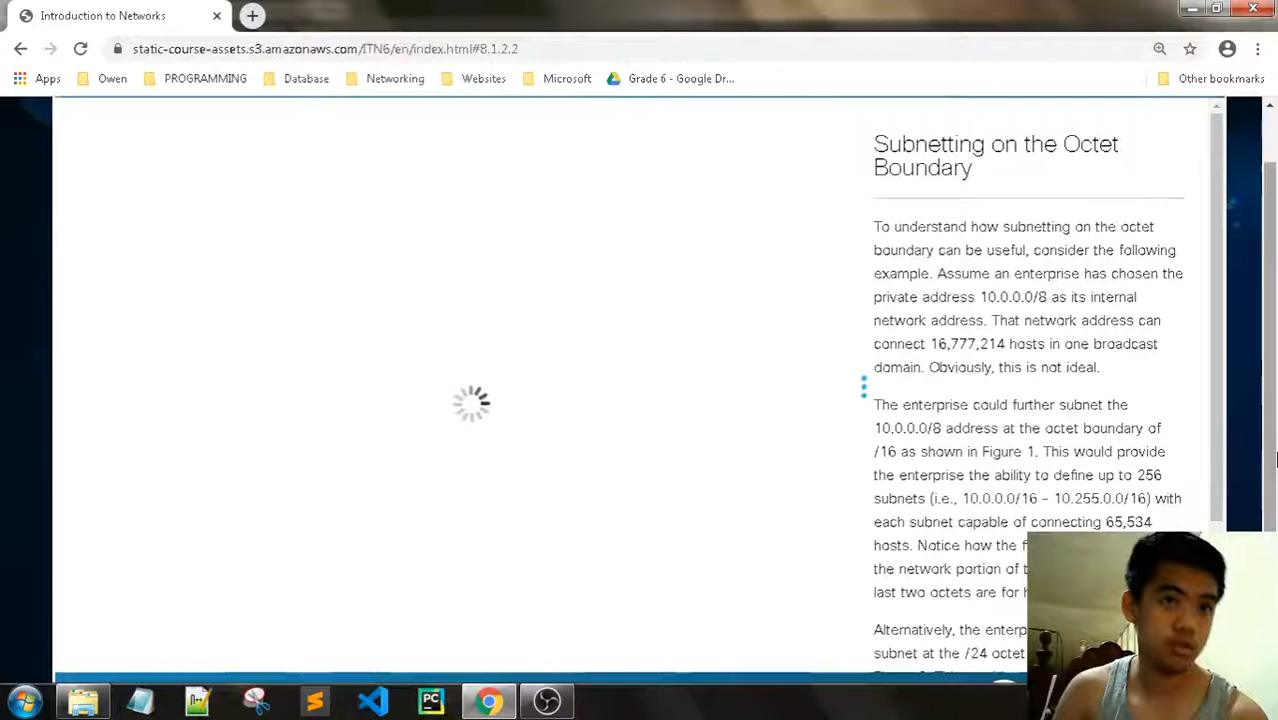 Introduction to Networks
static-course-assets.s3.amazonaws.com/ITN6/en/index.html#8.1.2.2
Apps
Owen
PROGRAMMING
Database
Networking
Websites
Microsoft
Grade 6 - Google Dr...
Other bookmarks
Subnetting on the Octet
Boundary
To understand how subnetting on the octet
boundary can be useful, consider the following
example. Assume an enterprise has chosen the
private address 10.0.0.0/8 as its internal
network address. That network address can
connect 16,777,214 hosts in one broadcast
domain. Obviously, this is not ideal.
The enterprise could further subnet the
10.0.0.0/8 address at the octet boundary of
/16 as shown in Figure 1. This would provide
the enterprise the ability to define up to 256
subnets (i.e., 10.0.0.0/16 – 10.255.0.0/16) with
each subnet capable of connecting 65,534
hosts. Notice how the
the network portion of
last two octets are for
Alternatively, the
subnet at the /24 octet
PC